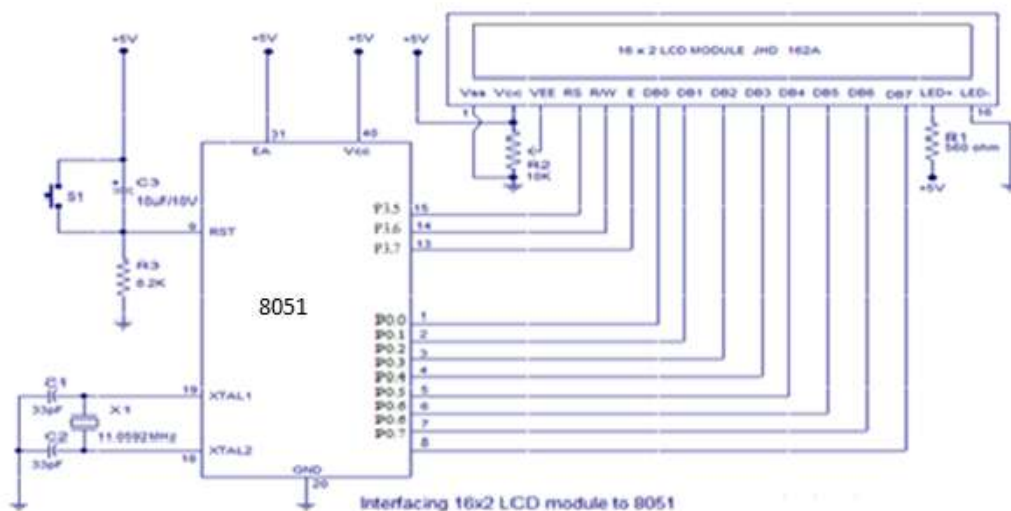 +5V +5V +5V +5V
16 x 2 LCD MODULE JHD 162A
Vss Vcc VEE RS R/W E DB0 DB1 DB2 DB3 DB4 DB5 DB6 DB7 LED+ LED-
1 16
31 40
EA Vcc
R2
10K
R1
560 ohm
+5V
S1
C3
10uF/10V
9 RST
R3
8.2K
8051
P3.5 15
P3.6 14
P3.7 13
P0.0 1
P0.1 2
P0.2
P0.3 3
P0.4 4
P0.5 5
P0.6 6
P0.6 7
P0.7 8
C1
33pF
19 XTAL1
X1
11.0592MHz
C2
33pF
18 XTAL2
GND
20
Interfacing 16x2 LCD module to 8051